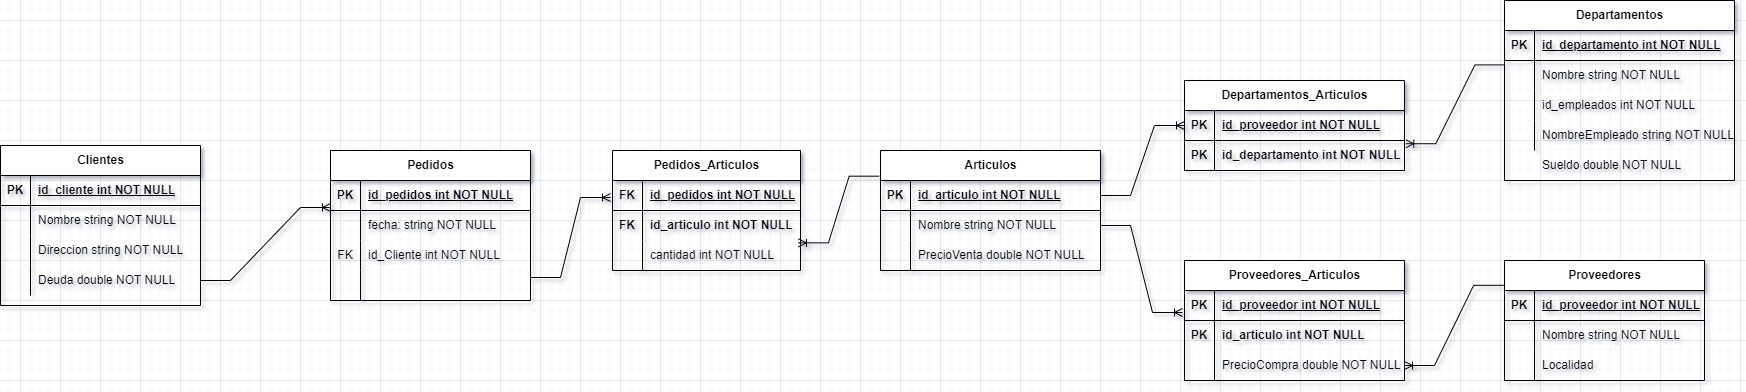 Clientes
PK id_cliente int NOT NULL
Nombre string NOT NULL
Direccion string NOT NULL
Deuda double NOT NULL
Pedidos
PK id_pedidos int NOT NULL
fecha: string NOT NULL
FK id_Cliente int NOT NULL
Pedidos_Articulos
FK id_pedidos int NOT NULL
FK id_articulo int NOT NULL
cantidad int NOT NULL
Articulos
PK id_articulo int NOT NULL
Nombre string NOT NULL
PrecioVenta double NOT NULL
Departamentos_Articulos
PK id_proveedor int NOT NULL
PK id_departamento int NOT NULL
Departamentos
PK id_departamento int NOT NULL
Nombre string NOT NULL
id_empleados int NOT NULL
NombreEmpleado string NOT NULL
Sueldo double NOT NULL
Proveedores_Articulos
PK id_proveedor int NOT NULL
PK id_articulo int NOT NULL
PrecioCompra double NOT NULL
Proveedores
PK id_proveedor int NOT NULL
Nombre string NOT NULL
Localidad